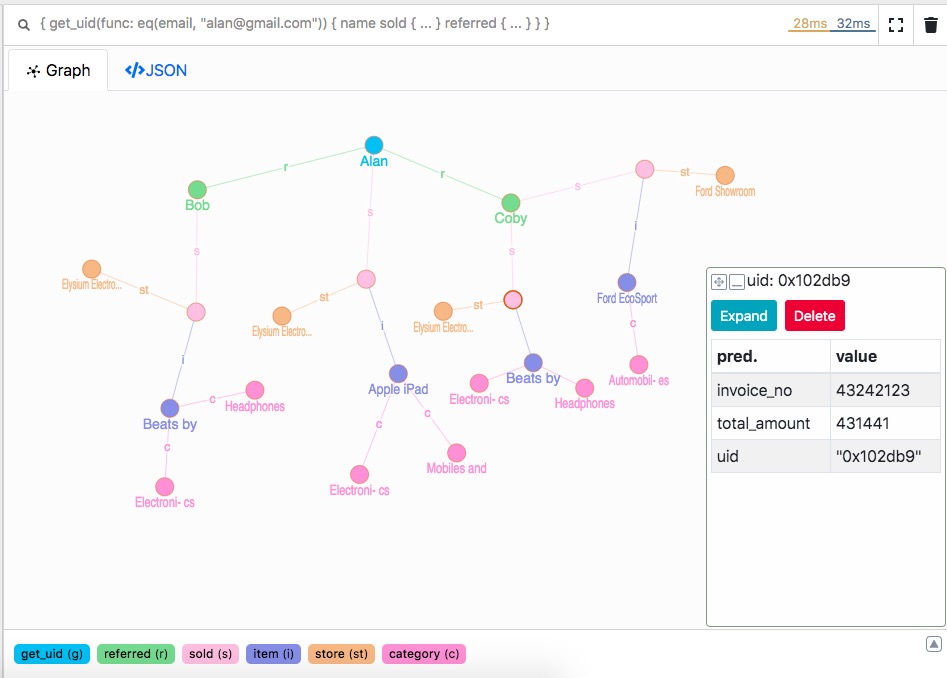 { get_uid(func: eq(email, "alan@gmail.com")) { name sold { ... } referred { ... } } }
28ms 32ms
Graph
</>JSON
Alan
r
r
s
Bob
Coby
s
st
Ford Showroom
s
s
i
Elysium Electro...
st
st
Elysium Electro...
st
Elysium Electro...
Ford EcoSport
i
i
c
Apple iPad
Beats by
Automobil- es
c
Headphones
Beats by
c
c
c
Electroni- cs
Headphones
Mobiles and
Electroni- cs
Electroni- cs
uid: 0x102db9
Expand
Delete
pred. value
invoice_no 43242123
total_amount 431441
uid "0x102db9"
get_uid (g) referred (r) sold (s) item (i) store (st) category (c)